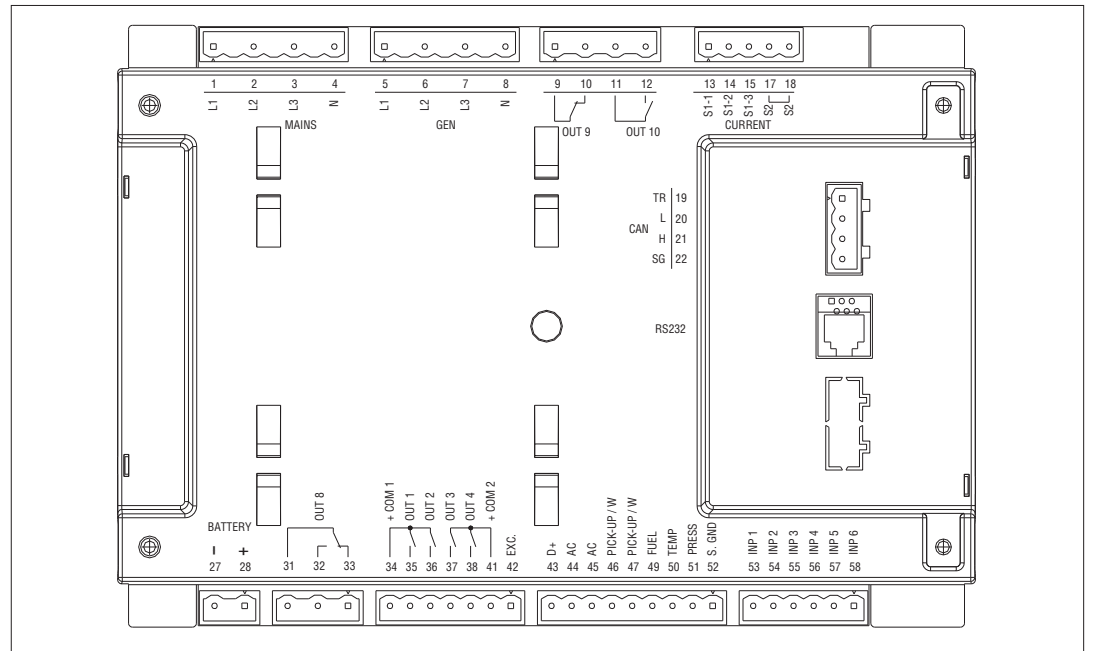 1 2 3 4 5 6 7 8 9 10 11 12 13 14 15 17 18
L1 L2 L3 N L1 L2 L3 N S1-1 S1-2 S1-3 S2 S2
MAINS GEN OUT 9 OUT 10 CURRENT
TR 19
L 20
CAN
H 21
SG 22
RS232
BATTERY OUT 8 + COM 1 OUT 1 OUT 2 OUT 3 OUT 4 + COM 2 EXC. D+ AC AC PICK-UP / W PICK-UP / W FUEL TEMP PRESS S. GND INP 1 INP 2 INP 3 INP 4 INP 5 INP 6
– +
27 28 31 32 33 34 35 36 37 38 41 42 43 44 45 46 47 49 50 51 52 53 54 55 56 57 58